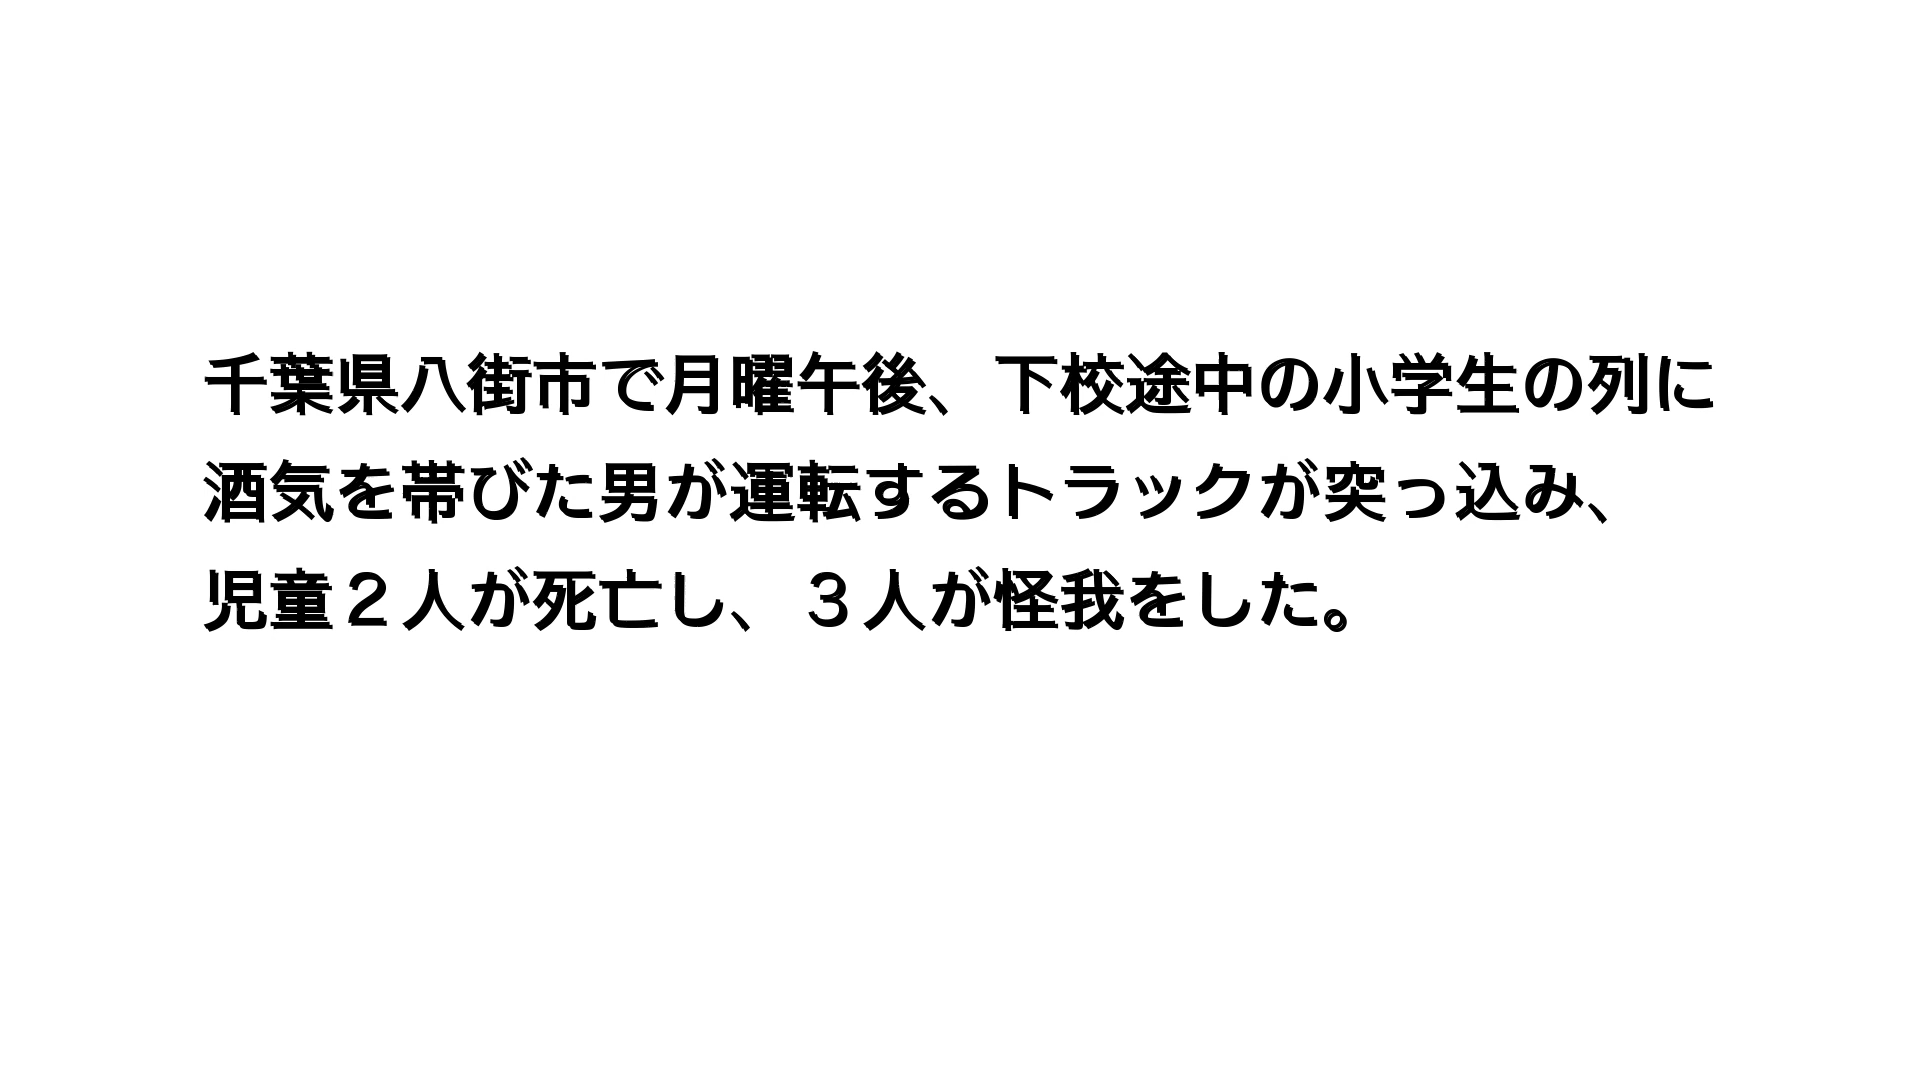 千葉県八街市で月曜午後、下校途中の小学生の列に
酒気を帯びた男が運転するトラックが突っ込み、
児童２人が死亡し、３人が怪我をした。